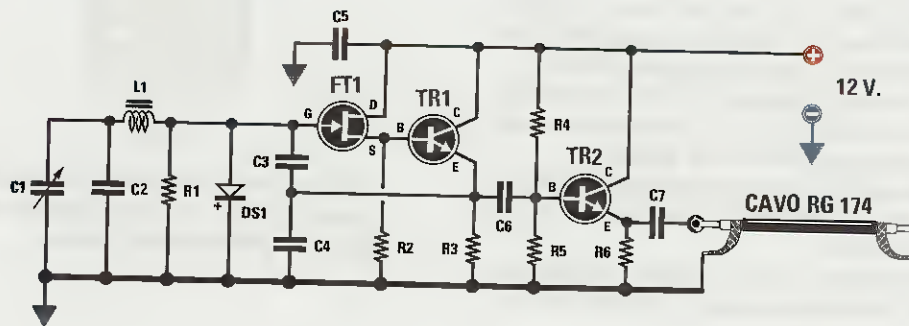 C5
FT1
D
G
S
TR1
C
B
E
R4
12 V.
L1
C3
TR2
C
B
E
C1
C2
R1
+
DS1
C4
R2
R3
C6
R5
C7
R6
CAVO RG 174